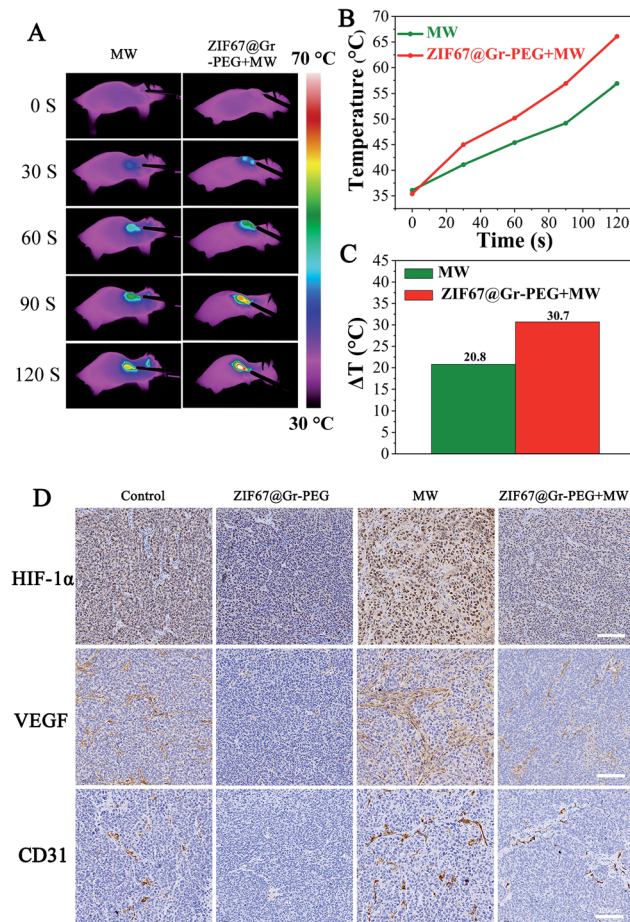 A
MW
ZIF67@Gr
-PEG+MW
70 °C
0 S
30 S
60 S
90 S
120 S
30 °C
B
70
65
60
55
50
45
40
35
Temperature (°C)
MW
ZIF67@Gr-PEG+MW
0 20 40 60 80 100 120
Time (s)
C
45
40
35
30
25
20
15
10
5
0
ΔT (°C)
MW
ZIF67@Gr-PEG+MW
20.8
30.7
D
Control ZIF67@Gr-PEG MW ZIF67@Gr-PEG+MW
HIF-1α
VEGF
CD31